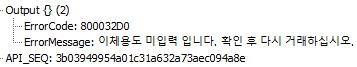 Output {} (2)
ErrorCode: 800032D0
ErrorMessage: 이체용도 미입력 입니다. 확인 후 다시 거래하십시오.
API_SEQ: 3b03949954a01c31a632a73aec094a8e